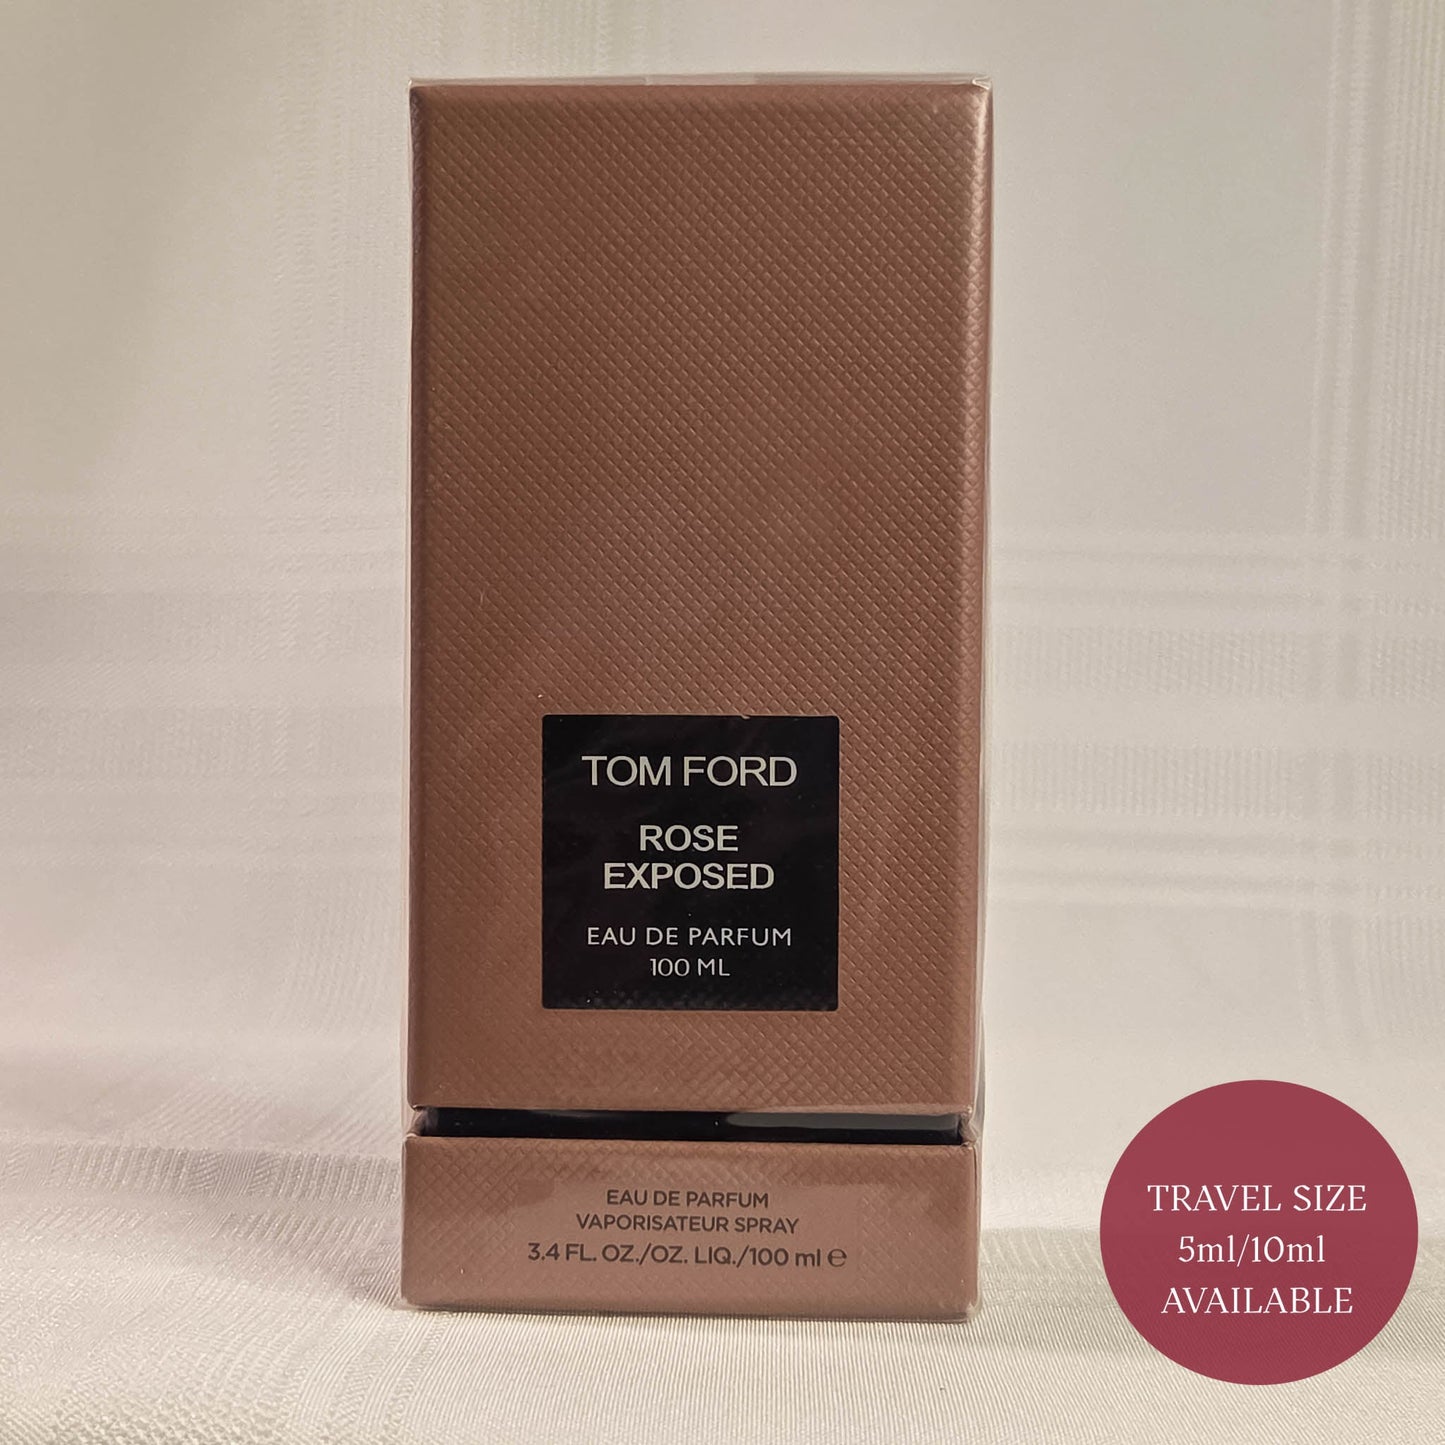 TOM FORD
ROSE
EXPOSED
EAU DE PARFUM
100 ML
EAU DE PARFUM
VAPORISATEUR SPRAY
3.4 FL. OZ./OZ. LIQ./100 ml ℮
TRAVEL SIZE
5ml/10ml
AVAILABLE